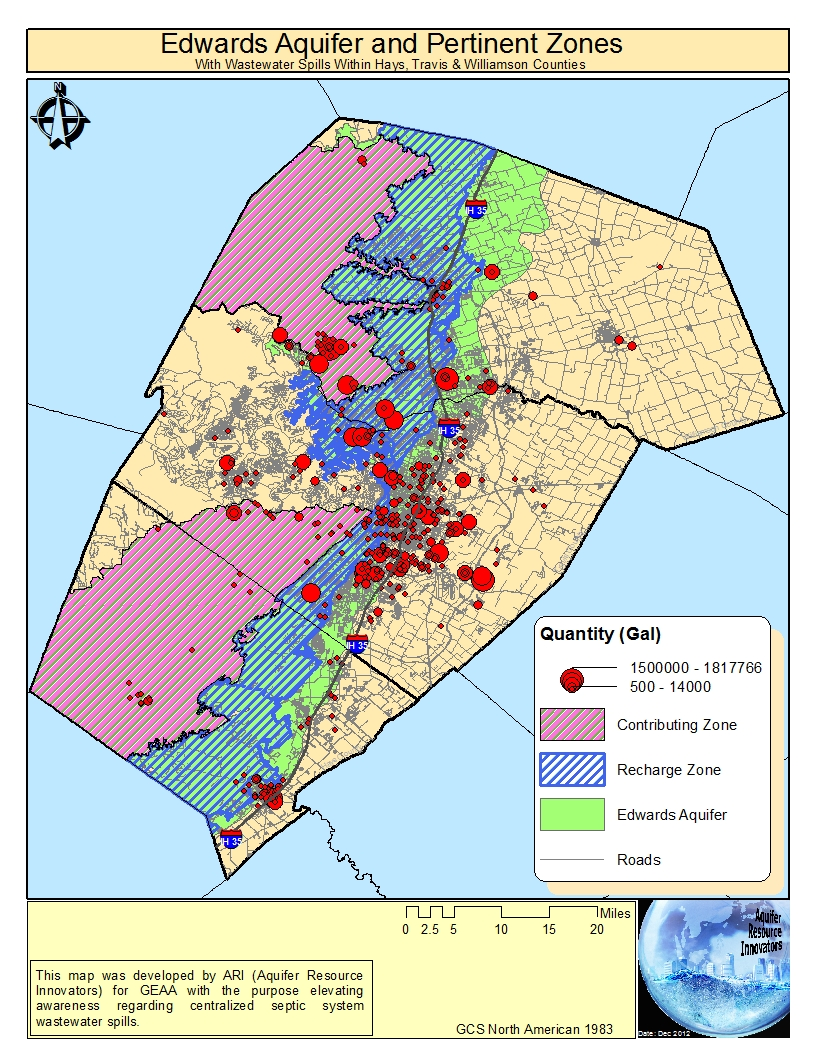 Edwards Aquifer and Pertinent Zones
With Wastewater Spills Within Hays, Travis & Williamson Counties
N
IH 35
IH 35
IH 35
IH 35
Quantity (Gal)
1500000 - 1817766
500 - 14000
Contributing Zone
Recharge Zone
Edwards Aquifer
Roads
Miles
0 2.5 5 10 15 20
Aquifer
Resource
Innovators
This map was developed by ARI (Aquifer Resource
Innovators) for GEAA with the purpose elevating
awareness regarding centralized septic system
wastewater spills.
GCS North American 1983
Date: Dec 2012